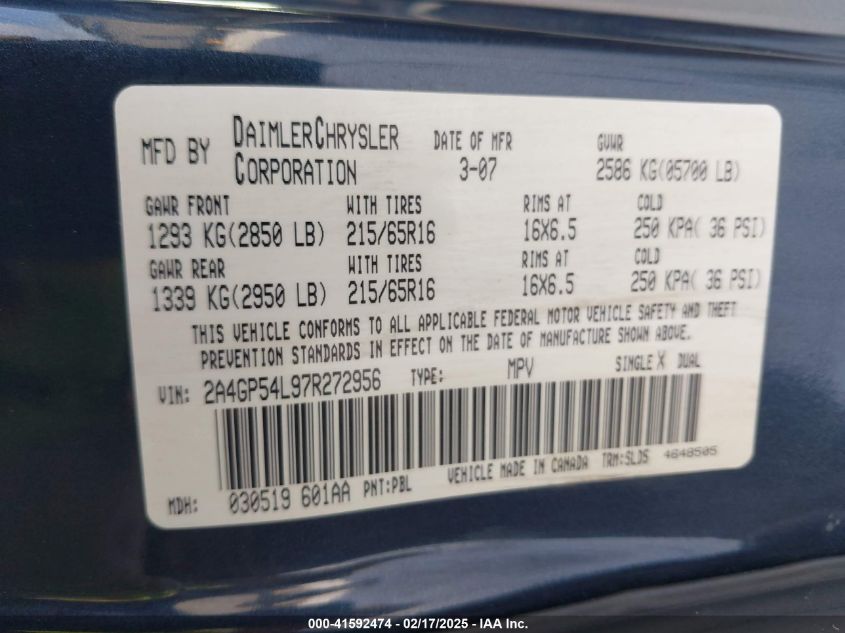 MFD BY DAIMLERCHRYSLER CORPORATION DATE OF MFR 3-07 GVWR 2586 KG(05700 LB)
GAWR FRONT WITH TIRES RIMS AT COLD
1293 KG(2850 LB) 215/65R16 16X6.5 250 KPA( 36 PSI)
GAWR REAR WITH TIRES RIMS AT COLD
1339 KG(2950 LB) 215/65R16 16X6.5 250 KPA( 36 PSI)
THIS VEHICLE CONFORMS TO ALL APPLICABLE FEDERAL MOTOR VEHICLE SAFETY AND THEFT
PREVENTION STANDARDS IN EFFECT ON THE DATE OF MANUFACTURE SHOWN ABOVE.
VIN: 2A4GP54L97R272956 TYPE: MPV SINGLE X DUAL
MDH: 030519 601AA PNT:PBL VEHICLE MADE IN CANADA TRM:SLDS 4648505
000-41592474 - 02/17/2025 - IAA Inc.